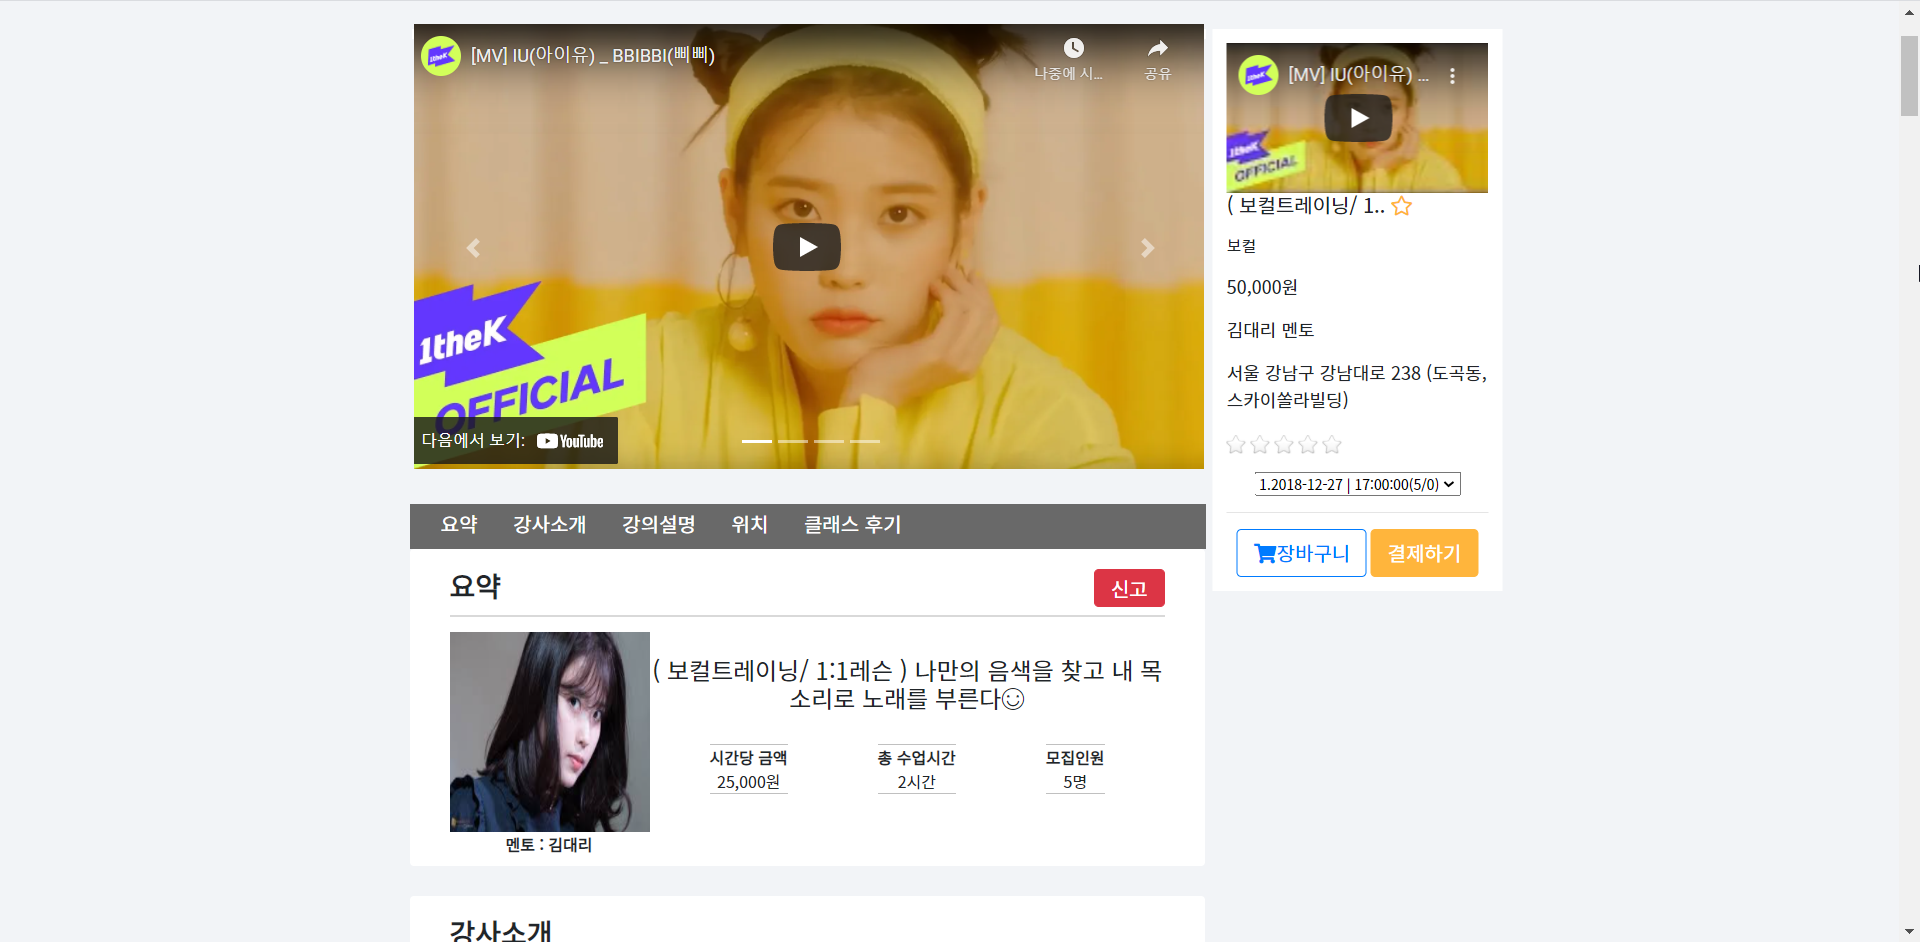 [MV] IU(아이유) _ BBIBBI(삐삐)
나중에 시...
공유
1theK
1theK
OFFICIAL
다음에서 보기: YouTube
요약 강사소개 강의설명 위치 클래스 후기
요약
신고
( 보컬트레이닝/ 1:1레슨 ) 나만의 음색을 찾고 내 목
소리로 노래를 부른다☺
시간당 금액 총 수업시간 모집인원
25,000원 2시간 5명
멘토 : 김대리
강사소개
[MV] IU(아이유) ...
1theK
1theK
OFFICIAL
( 보컬트레이닝/ 1..
보컬
50,000원
김대리 멘토
서울 강남구 강남대로 238 (도곡동,
스카이쏠라빌딩)
1.2018-12-27 | 17:00:00(5/0)
장바구니 결제하기